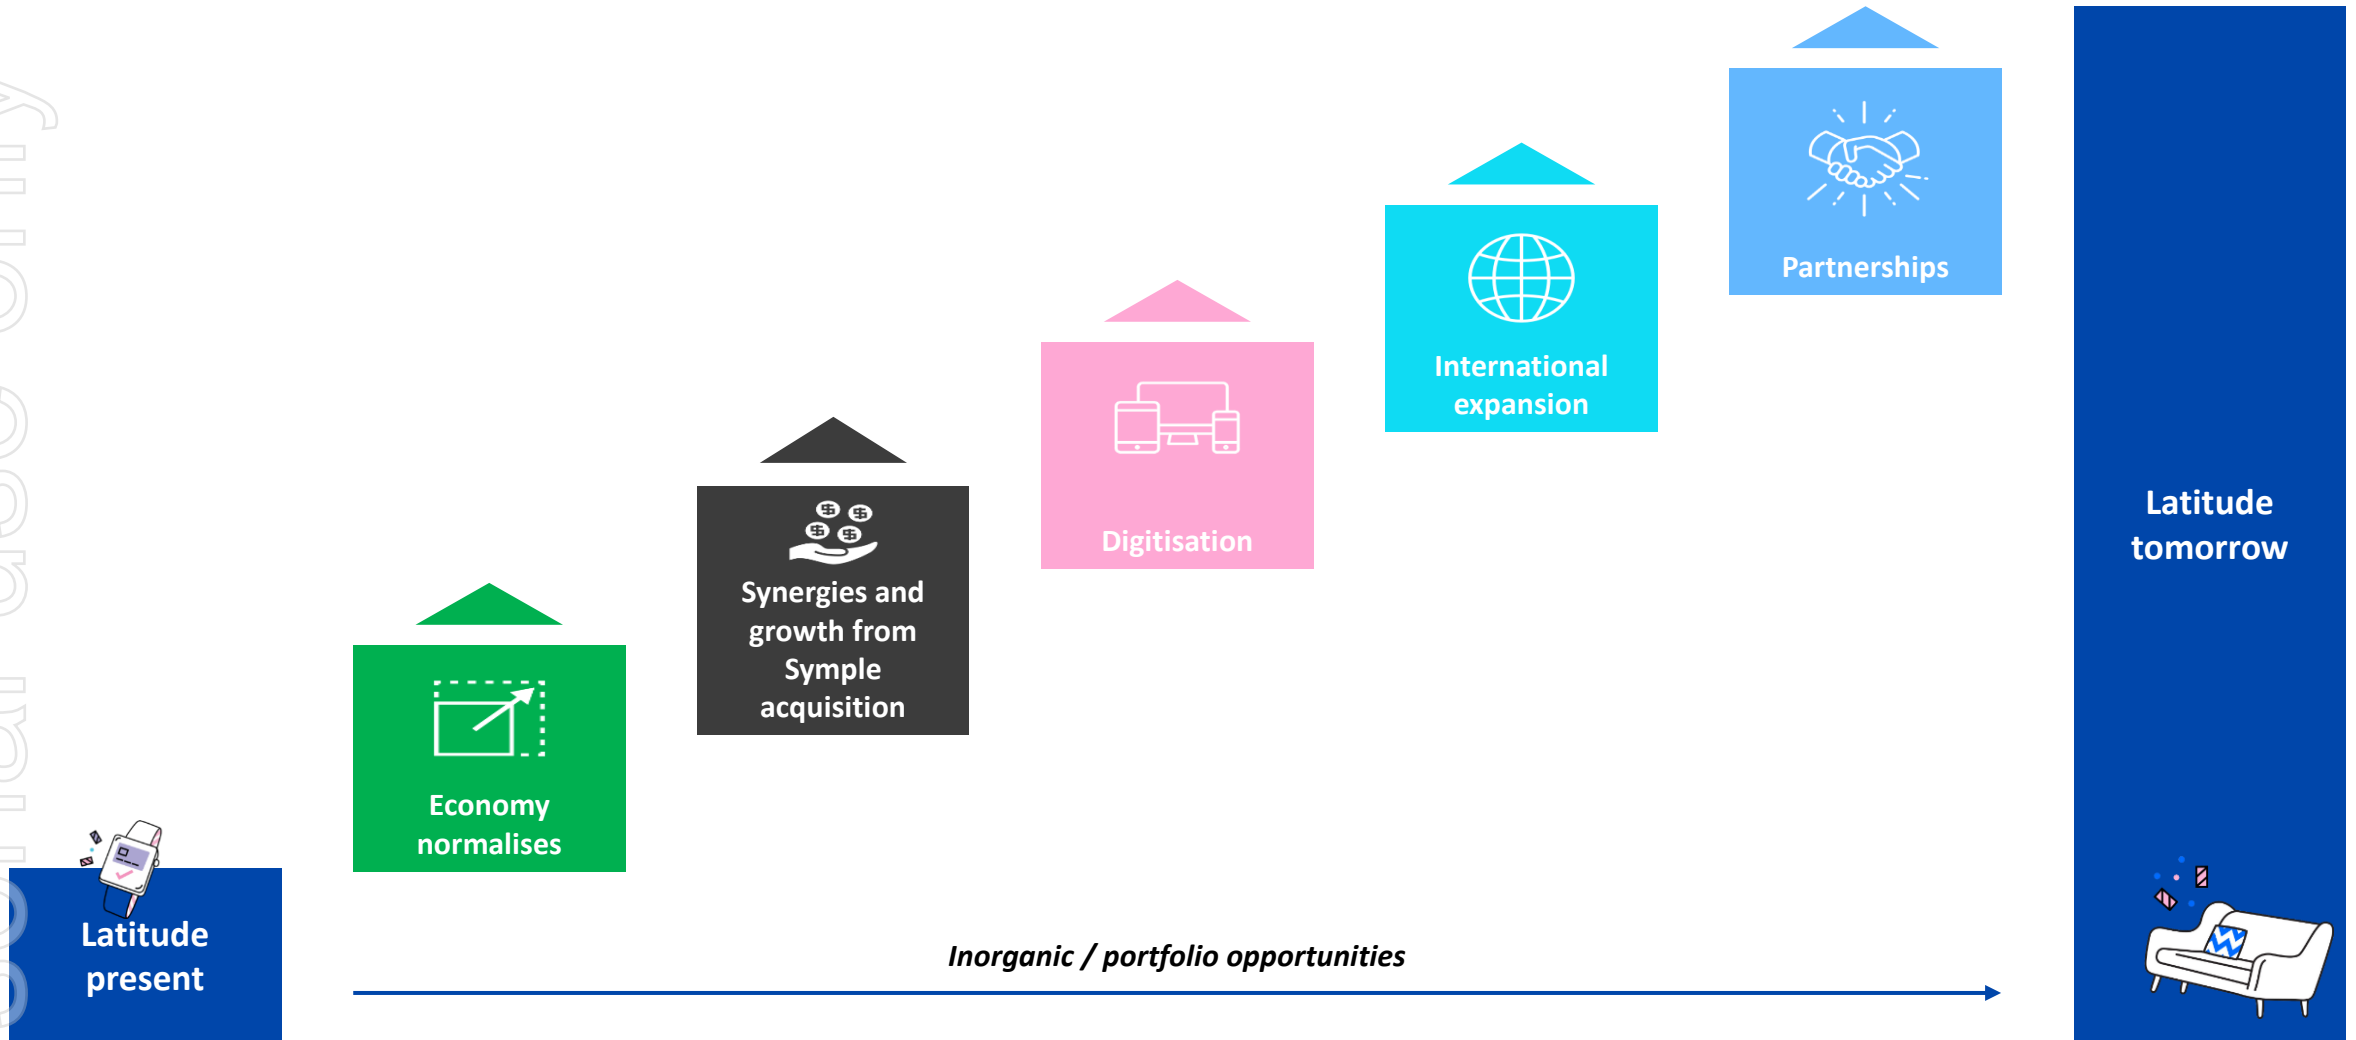 Latitude
present
Economy
normalises
Synergies and
growth from
Symple
acquisition
Digitisation
International
expansion
Partnerships
Latitude
tomorrow
Inorganic / portfolio opportunities